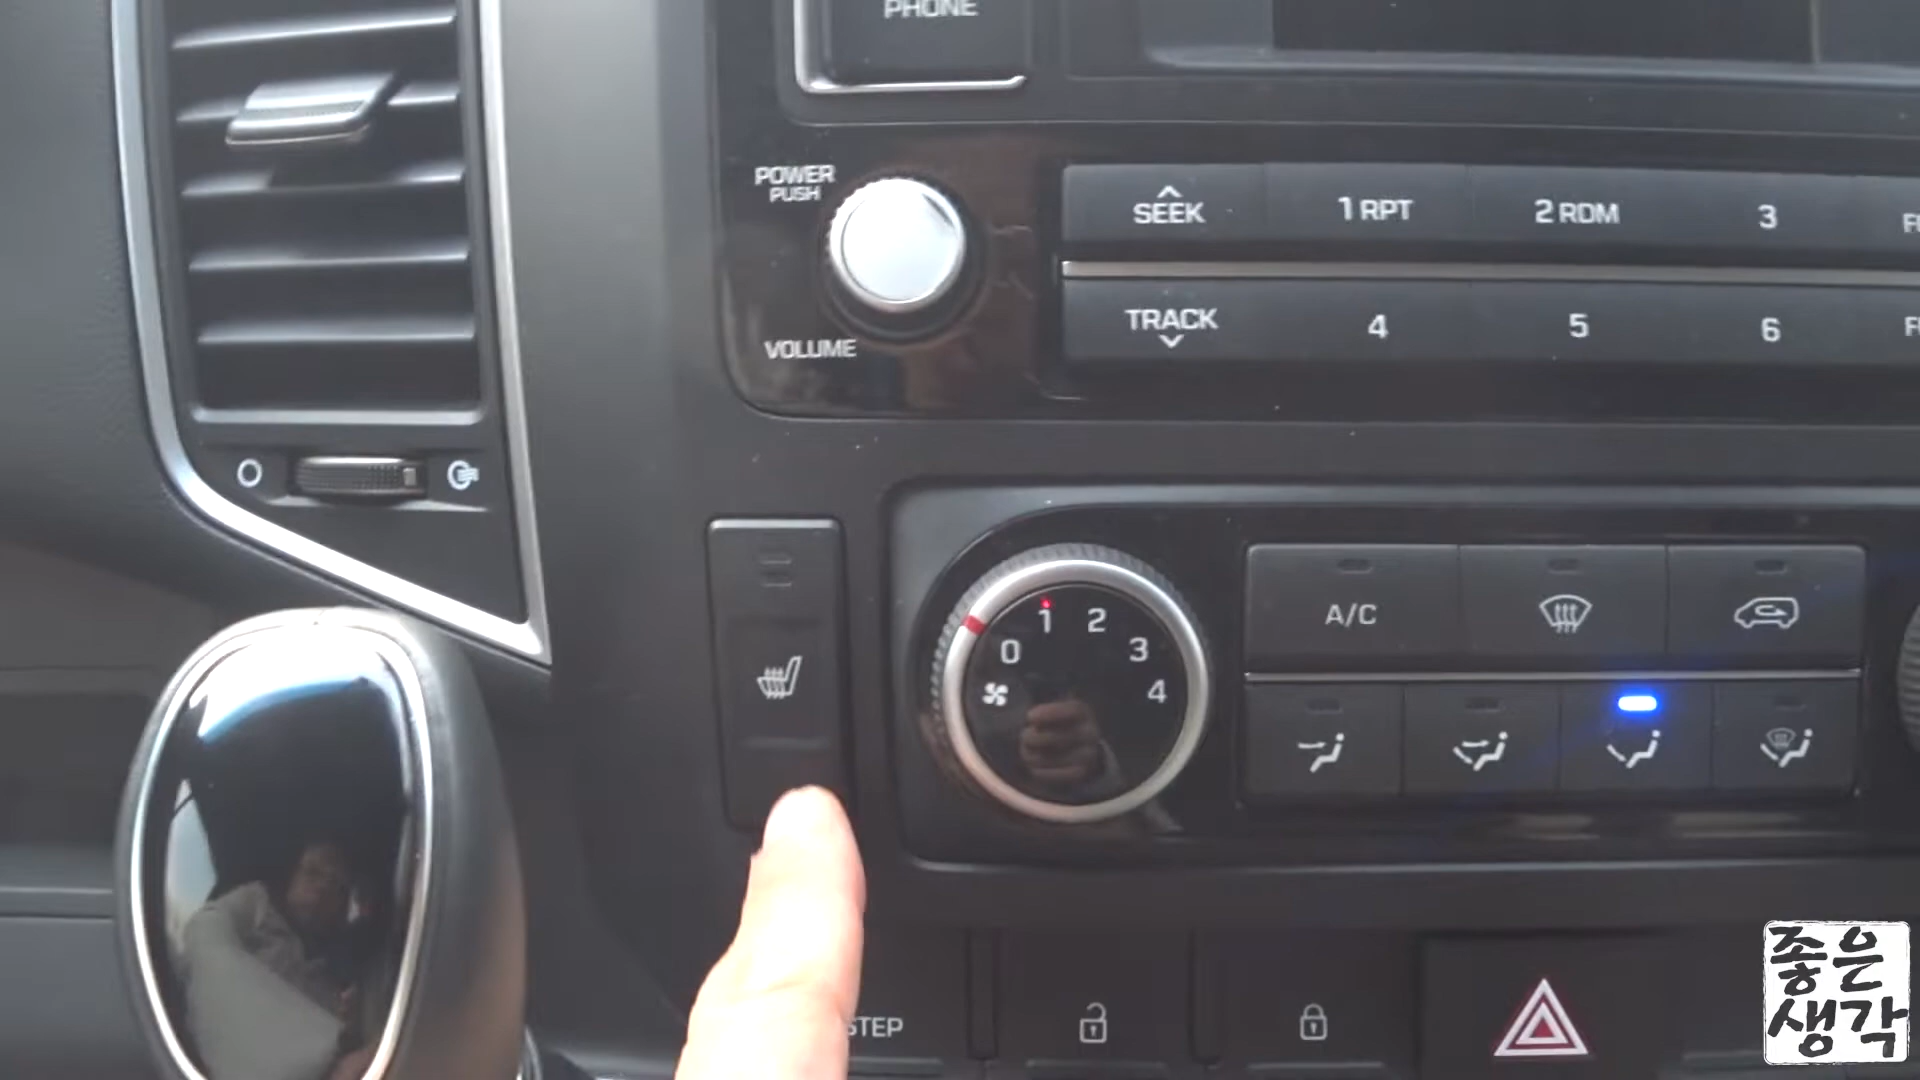 PHONE
POWER
PUSH
VOLUME
SEEK
1 RPT
2 RDM
3
TRACK
4
5
6
0
1
2
3
4
A/C
STEP
좋은
생각